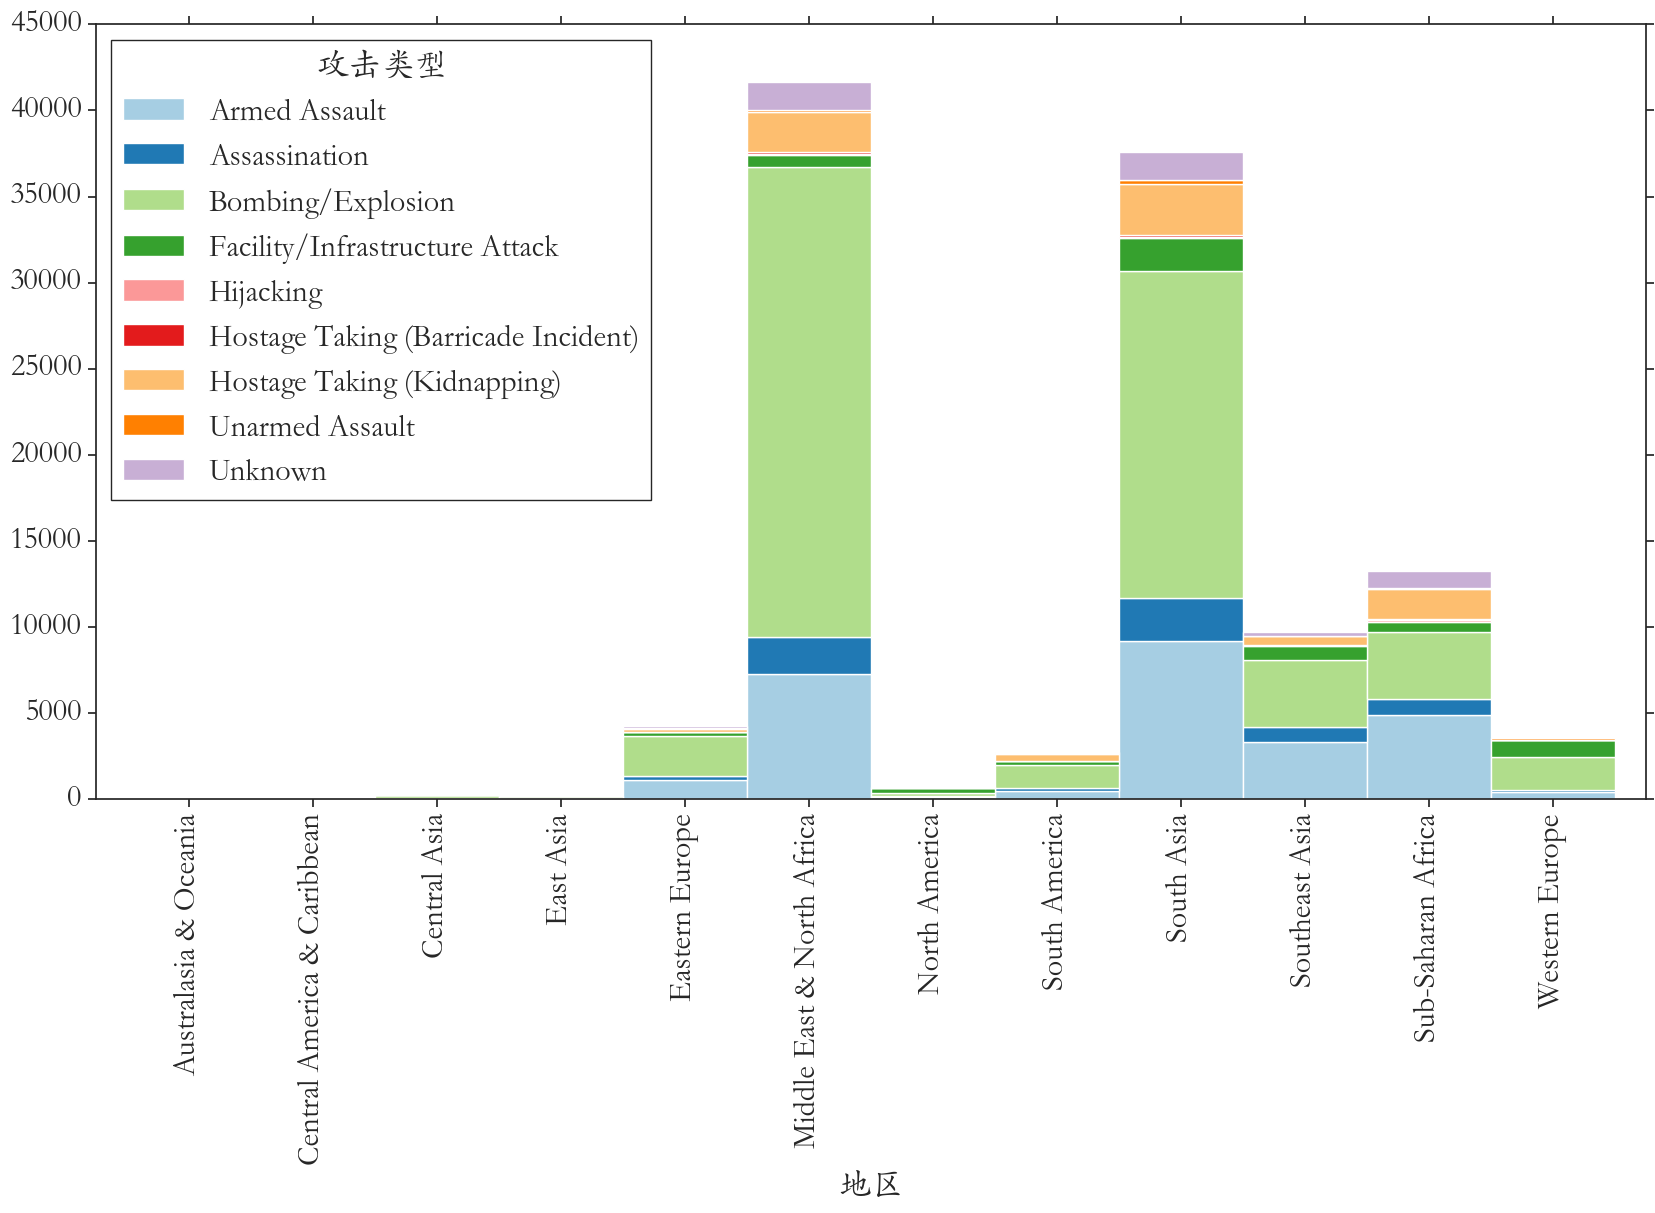 45000
40000
35000
30000
25000
20000
15000
10000
5000
0
攻击类型
Armed Assault
Assassination
Bombing/Explosion
Facility/Infrastructure Attack
Hijacking
Hostage Taking (Barricade Incident)
Hostage Taking (Kidnapping)
Unarmed Assault
Unknown
Australasia & Oceania
Central America & Caribbean
Central Asia
East Asia
Eastern Europe
Middle East & North Africa
North America
South America
South Asia
Southeast Asia
Sub-Saharan Africa
Western Europe
地区